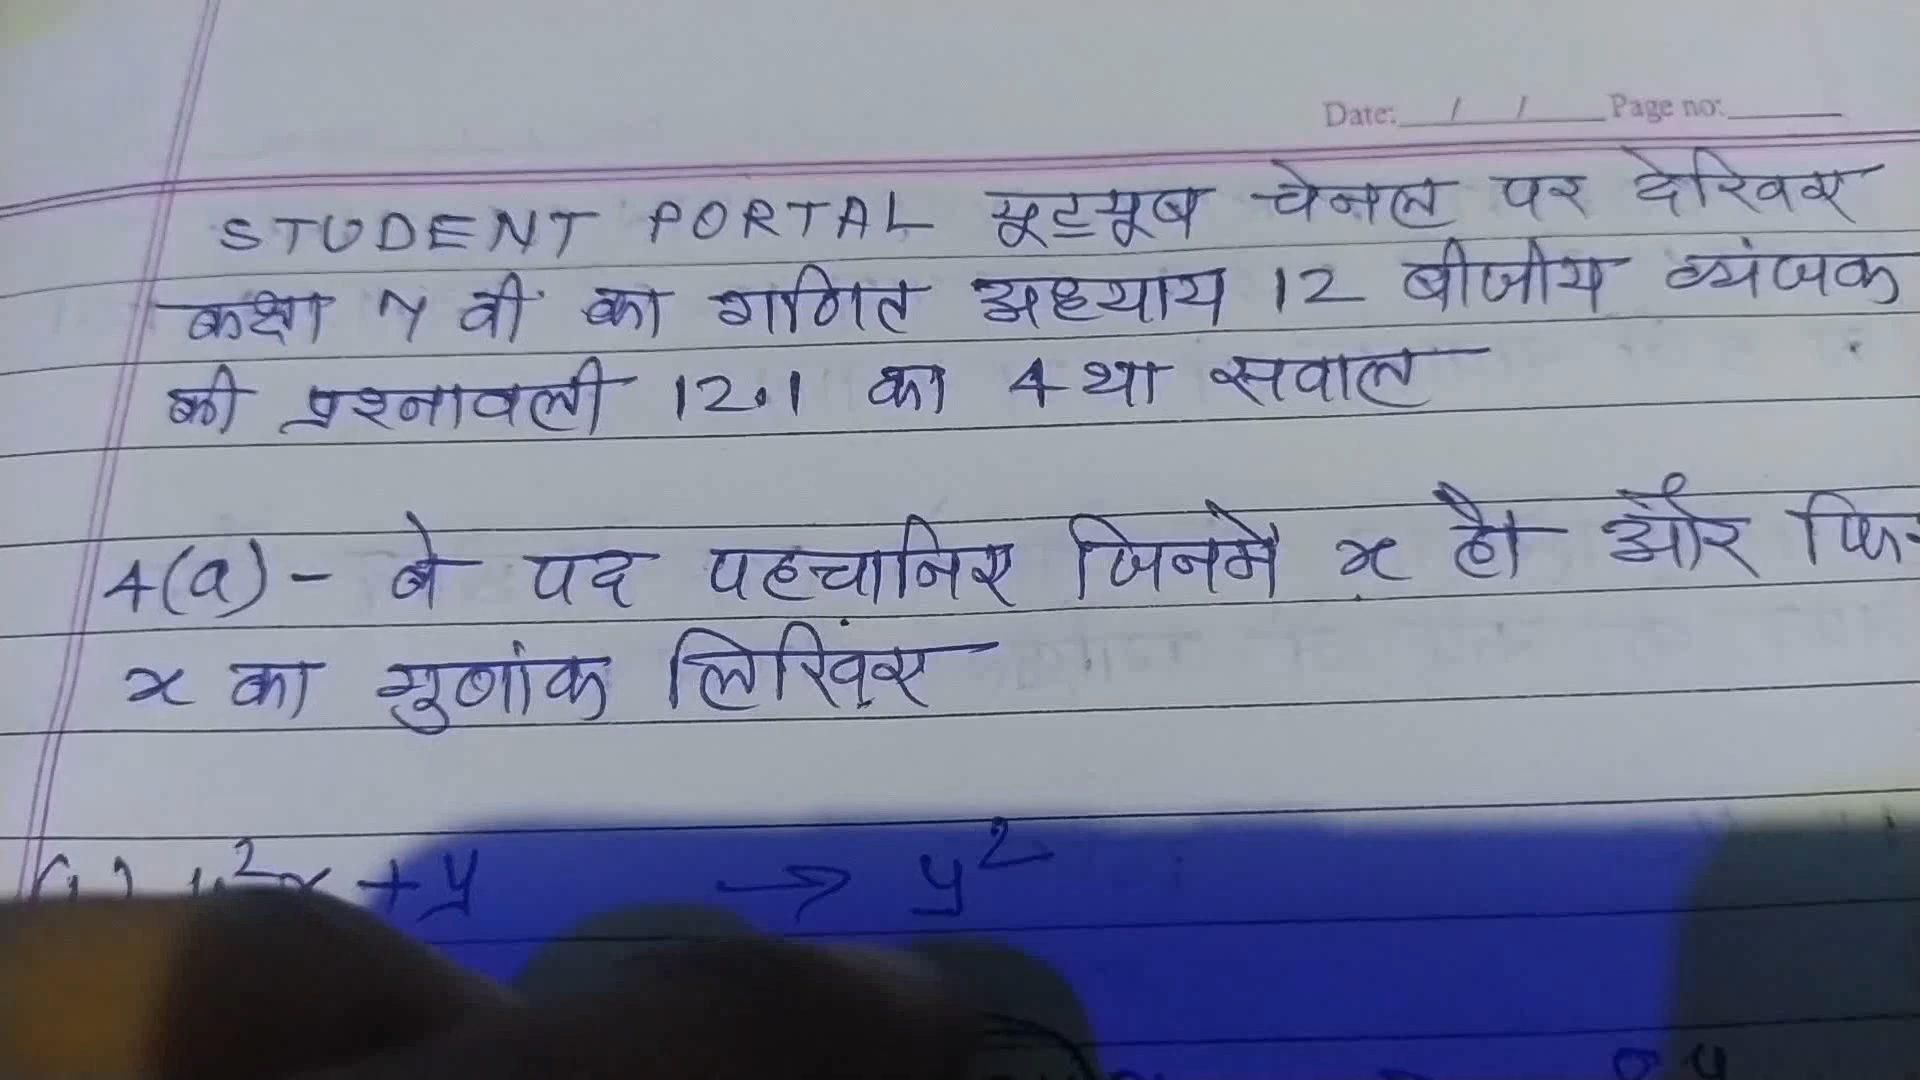 Date: / / Page no:
STUDENT PORTAL यूट्यूब चेनल पर देखिए
कक्षा 7 वी का गणित अध्याय 12 बीजीय व्यंजक
की प्रश्नावली 12.1 का 4 था सवाल
4(a) - वे पद पहचानिए जिनमे x हो और
x का गुणांक लिखिए
x + y → y²